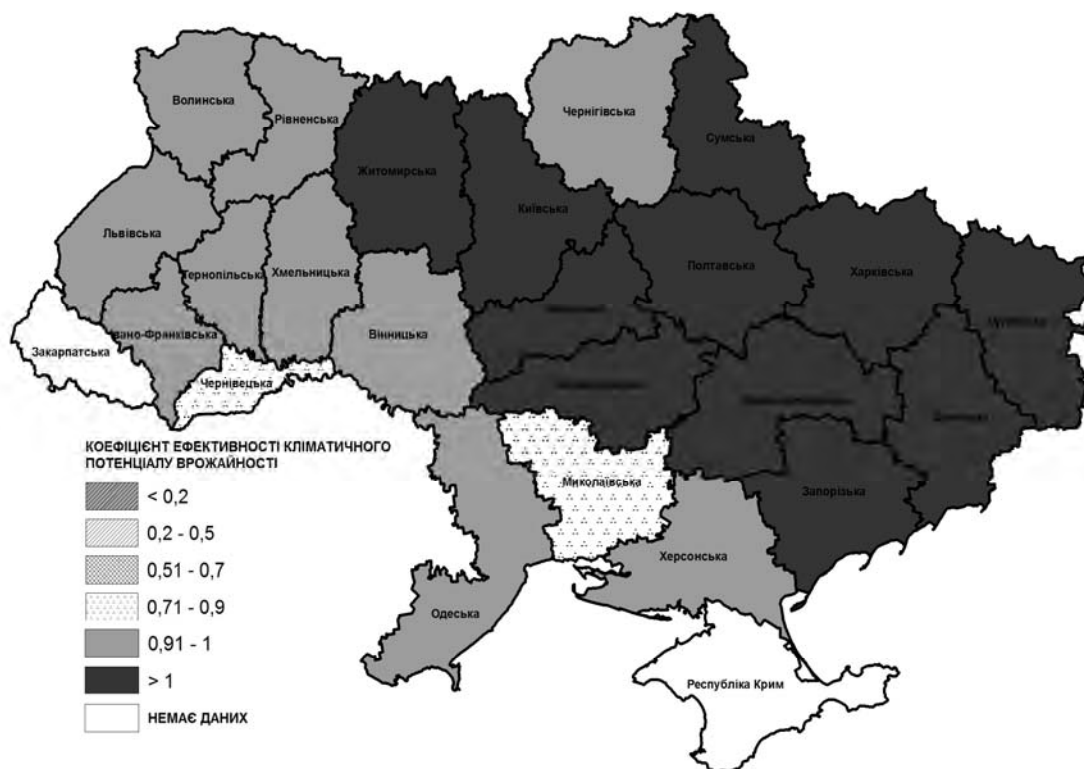 Волинська
Рівненська
Чернігівська
Сумська
Житомирська
Київська
Львівська
Тернопільська
Хмельницька
Полтавська
Харківська
Івано-Франківська
Вінницька
Закарпатська
Чернівецька
КОЕФІЦІЄНТ ЕФЕКТИВНОСТІ КЛІМАТИЧНОГО
ПОТЕНЦІАЛУ ВРОЖАЙНОСТІ
< 0,2
0,2 - 0,5
0,51 - 0,7
0,71 - 0,9
0,91 - 1
> 1
НЕМАЄ ДАНИХ
Миколаївська
Запорізька
Херсонська
Одеська
Республіка Крим